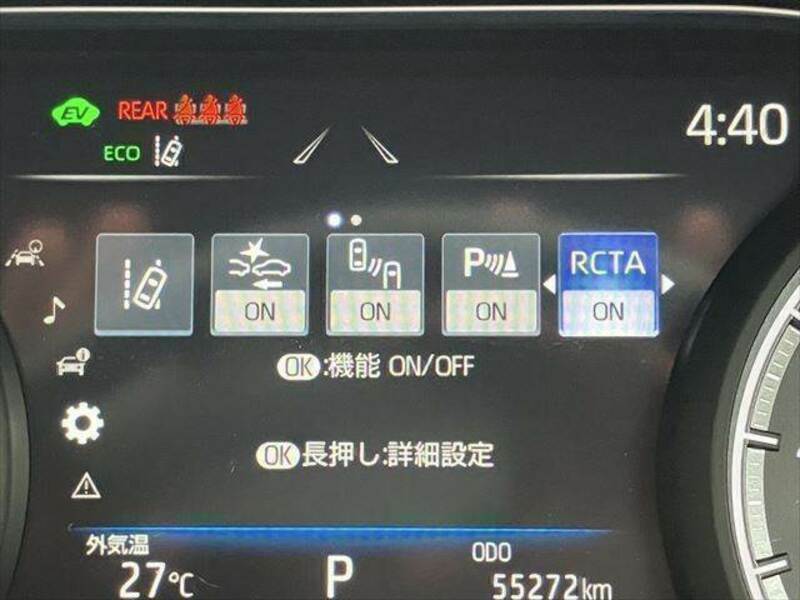 EV REAR
4:40
ECO
RCTA
P
ON ON ON ON
OK:機能 ON/OFF
OK長押し:詳細設定
外気温
27℃
P
ODO
55272km